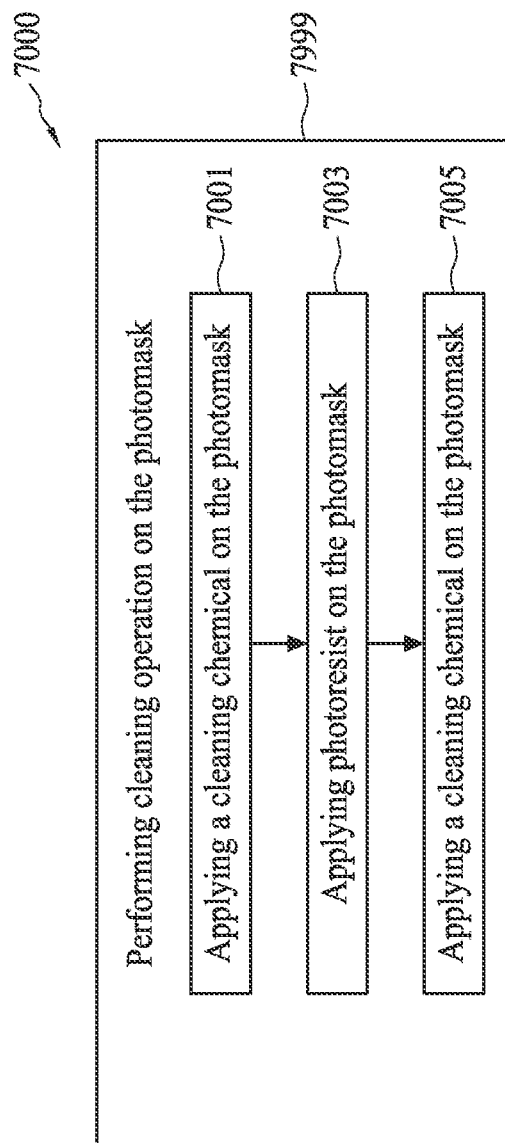 7000
7999
Performing cleaning operation on the photomask
7001
Applying a cleaning chemical on the photomask
7003
Applying photoresist on the photomask
7005
Applying a cleaning chemical on the photomask